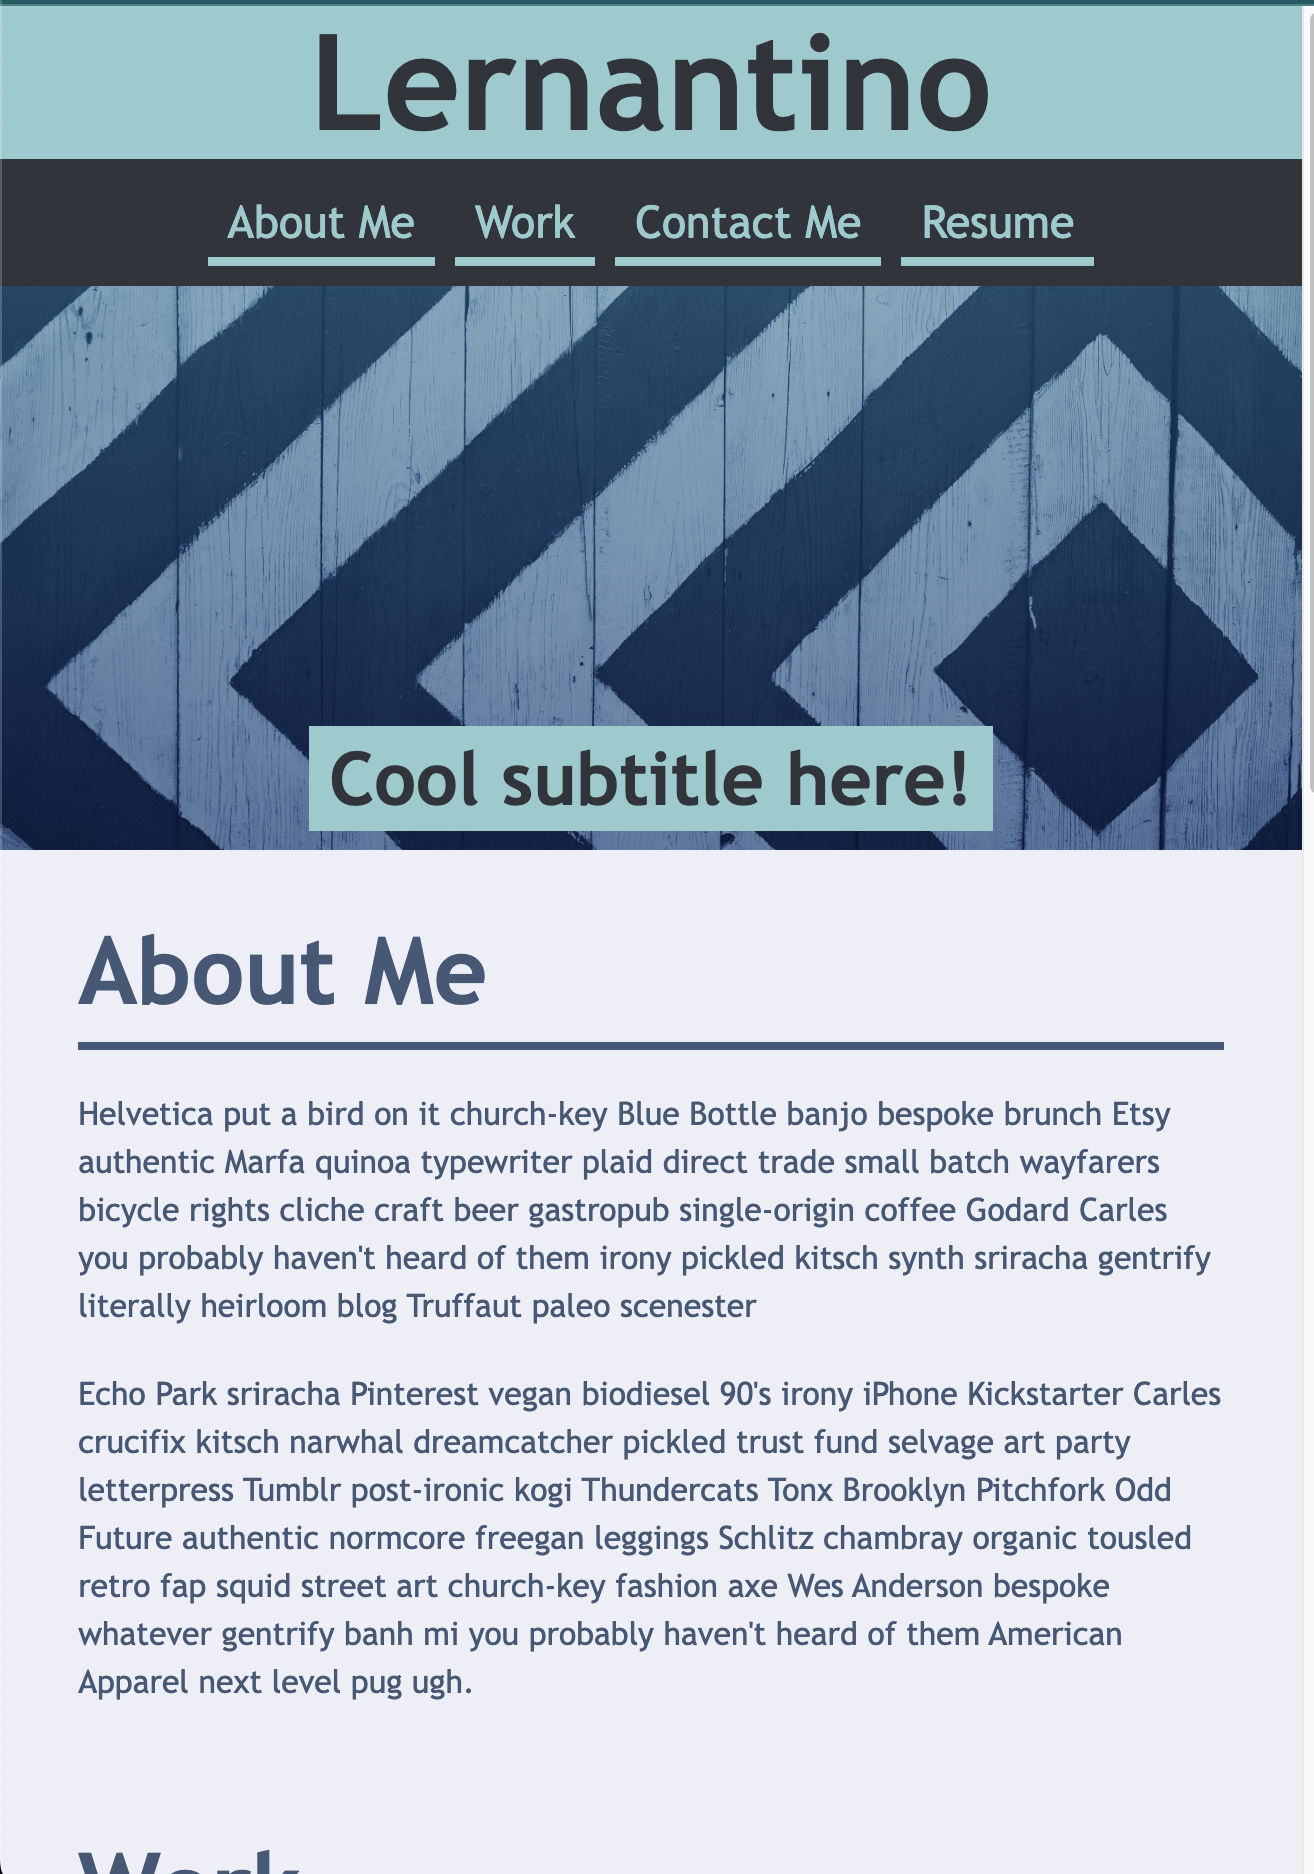 Lernantino
About Me Work Contact Me Resume
Cool subtitle here!
About Me
Helvetica put a bird on it church-key Blue Bottle banjo bespoke brunch Etsy
authentic Marfa quinoa typewriter plaid direct trade small batch wayfarers
bicycle rights cliche craft beer gastropub single-origin coffee Godard Carles
you probably haven't heard of them irony pickled kitsch synth sriracha gentrify
literally heirloom blog Truffaut paleo scenester
Echo Park sriracha Pinterest vegan biodiesel 90's irony iPhone Kickstarter Carles
crucifix kitsch narwhal dreamcatcher pickled trust fund selvage art party
letterpress Tumblr post-ironic kogi Thundercats Tonx Brooklyn Pitchfork Odd
Future authentic normcore freegan leggings Schlitz chambray organic tousled
retro fap squid street art church-key fashion axe Wes Anderson bespoke
whatever gentrify banh mi you probably haven't heard of them American
Apparel next level pug ugh.
Work